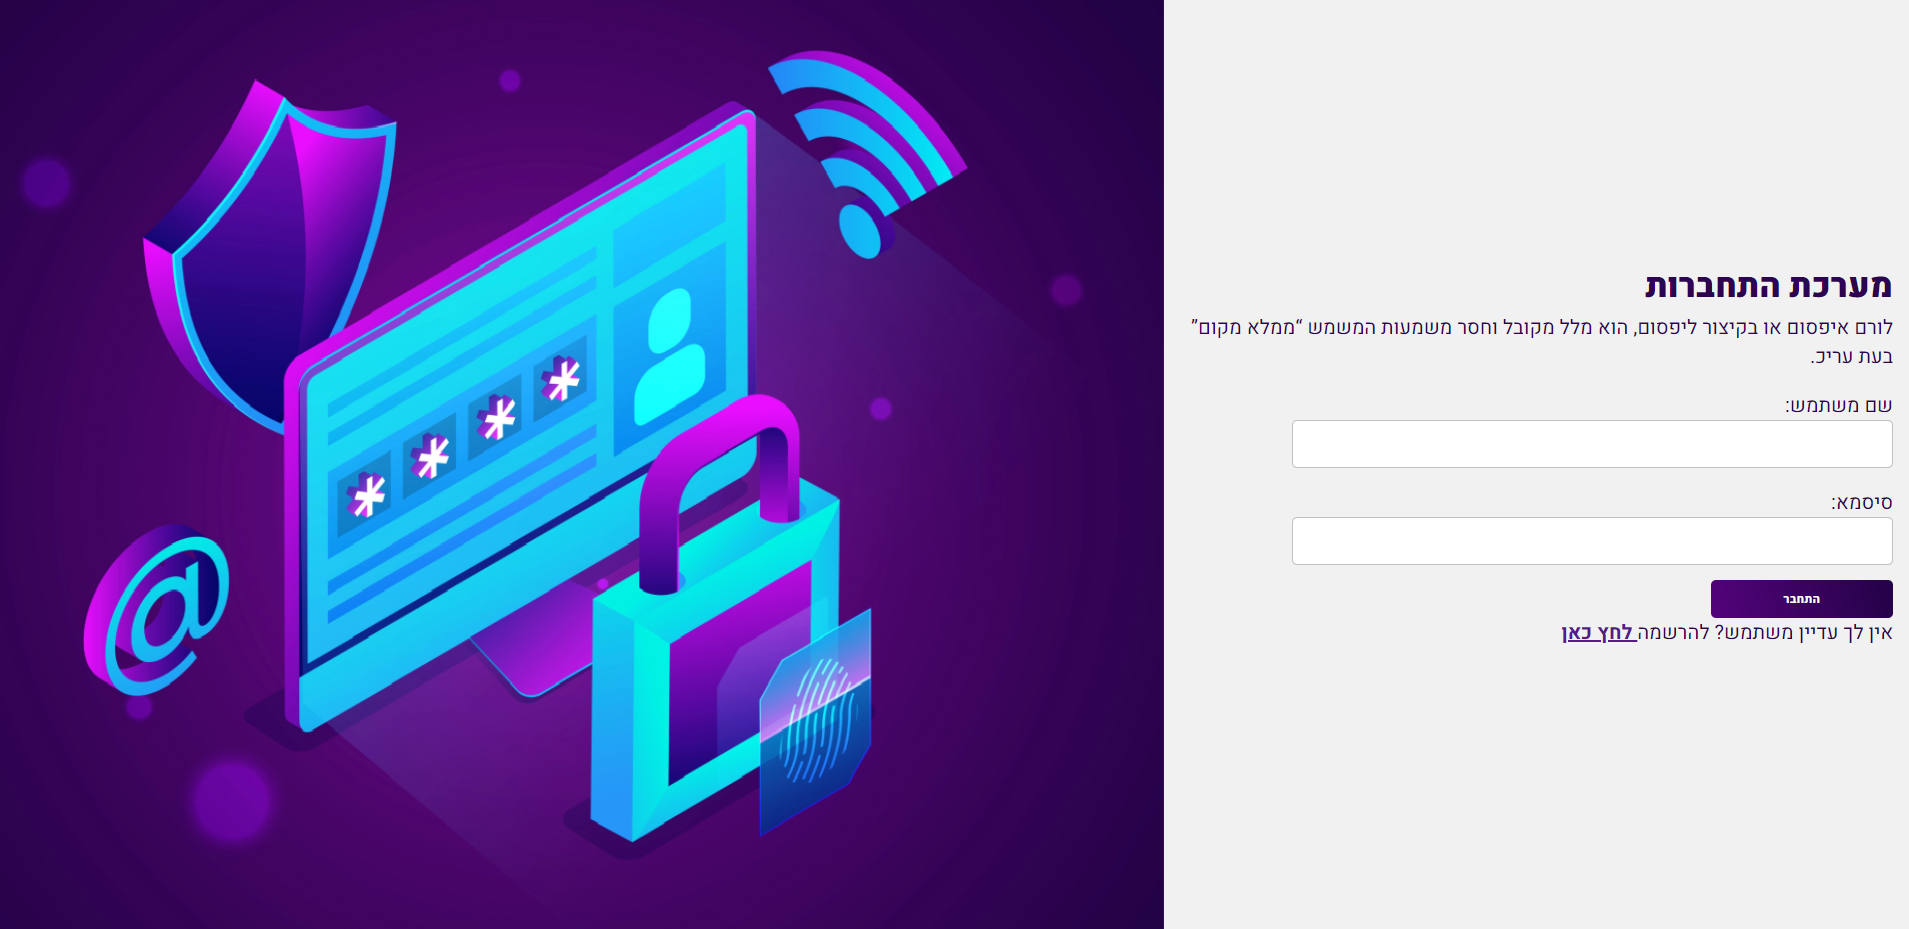 מערכת התחברות
לורם איפסום או בקיצור ליפסום, הוא מלל מקובל וחסר משמעות המשמש “ממלא מקום”
בעת עריכ.
שם משתמש:
סיסמא:
התחבר
אין לך עדיין משתמש? להרשמה לחץ כאן
* * * *
@